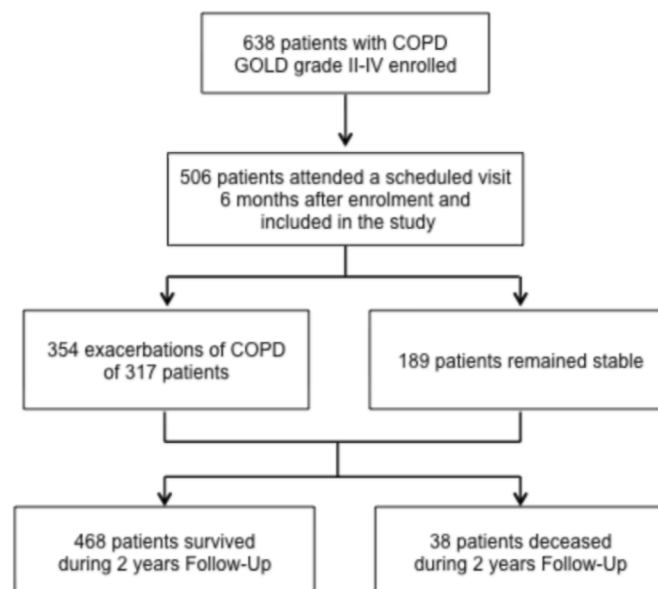 638 patients with COPD
GOLD grade II-IV enrolled
506 patients attended a scheduled visit
6 months after enrolment and
included in the study
354 exacerbations of COPD
of 317 patients
189 patients remained stable
468 patients survived
during 2 years Follow-Up
38 patients deceased
during 2 years Follow-Up